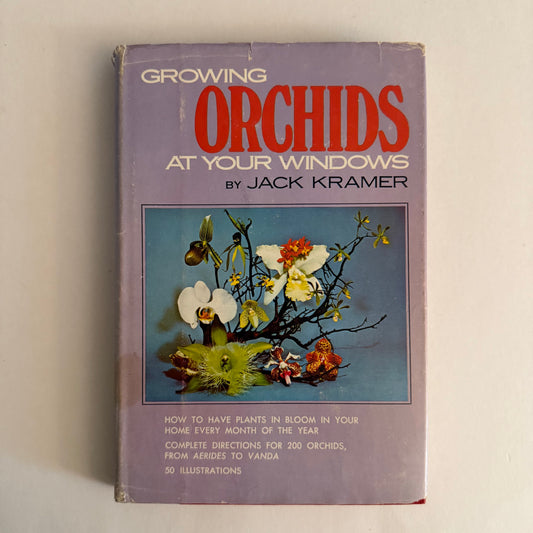 GROWING
ORCHIDS
AT YOUR WINDOWS
BY JACK KRAMER
HOW TO HAVE PLANTS IN BLOOM IN YOUR
HOME EVERY MONTH OF THE YEAR
COMPLETE DIRECTIONS FOR 200 ORCHIDS,
FROM AERIDES TO VANDA
50 ILLUSTRATIONS